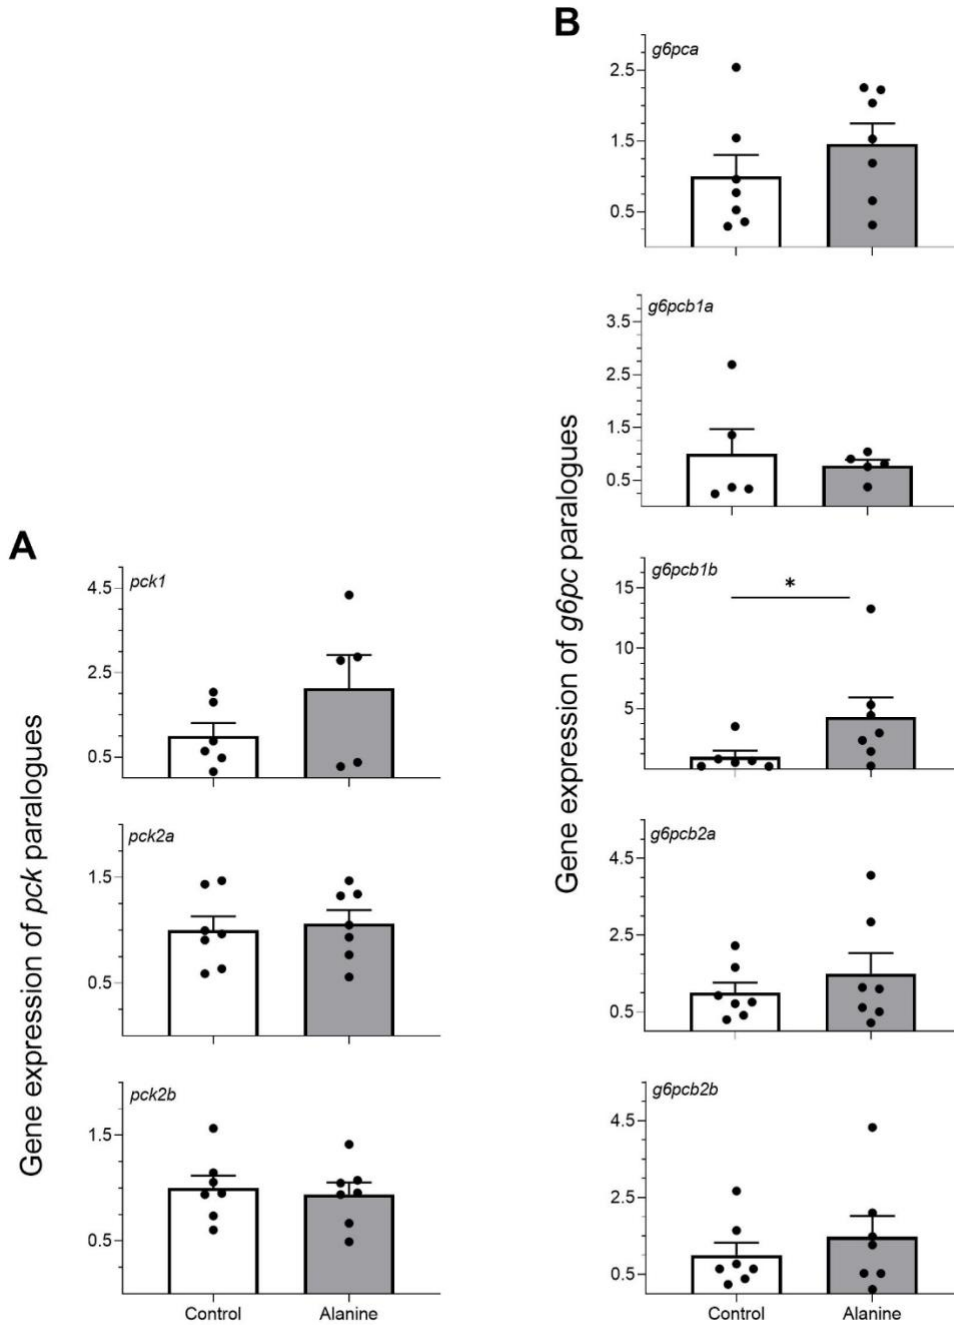 A
Gene expression of pck paralogues
pck1
4.5
2.5
0.5
pck2a
1.5
0.5
pck2b
1.5
0.5
Control Alanine
B
Gene expression of g6pc paralogues
g6pca
2.5
1.5
0.5
g6pcb1a
3.5
2.5
1.5
0.5
g6pcb1b
15
*
10
5
g6pcb2a
4.5
2.5
0.5
g6pcb2b
4.5
2.5
0.5
Control Alanine